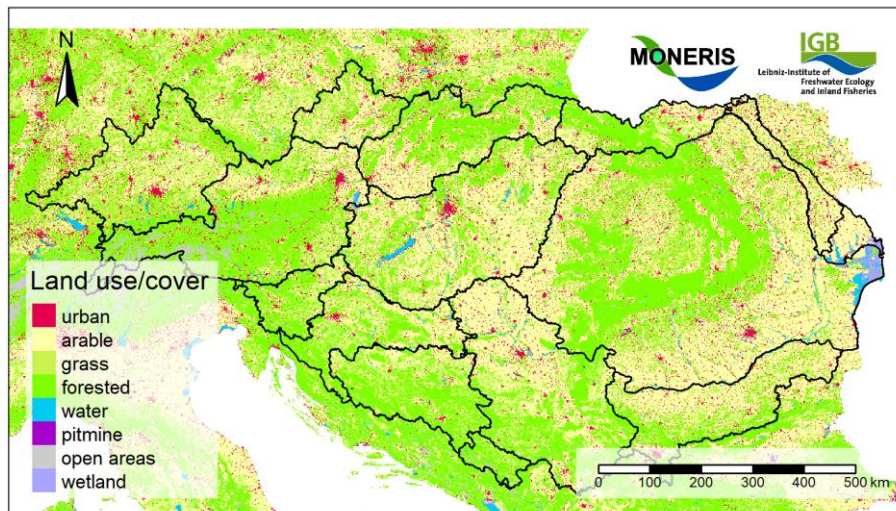 N
MONERIS
IGB
Leibniz-Institute of
Freshwater Ecology
and Inland Fisheries
Land use/cover
urban
arable
grass
forested
water
pitmine
open areas
wetland
0 100 200 300 400 500 km